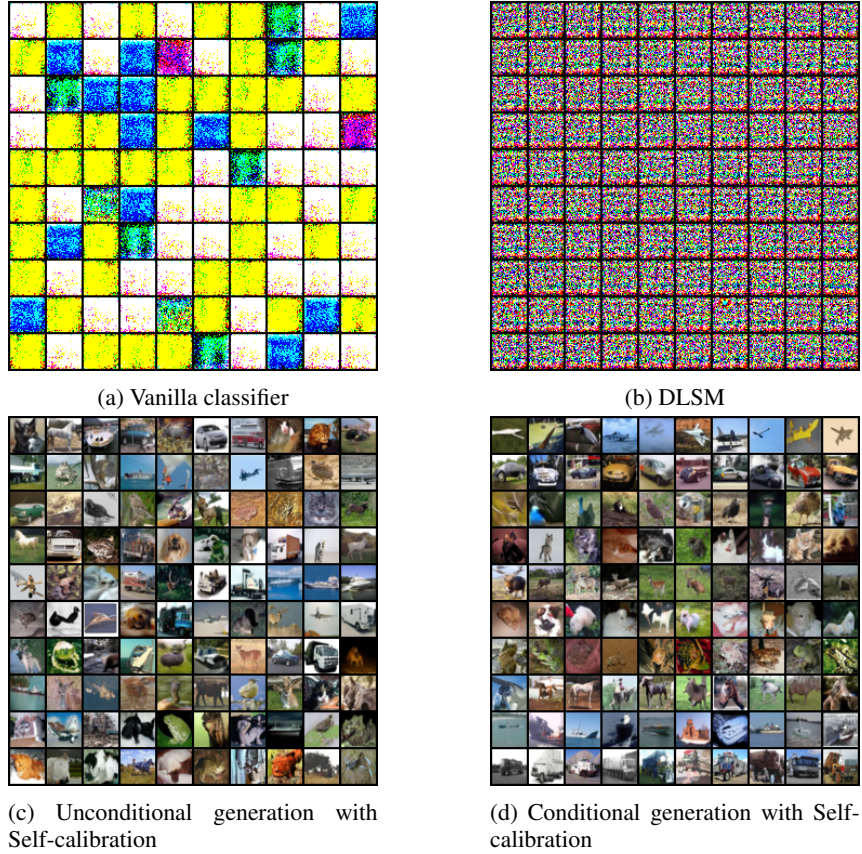 (a) Vanilla classifier
(b) DLSM
(c) Unconditional generation with
Self-calibration
(d) Conditional generation with Self-
calibration